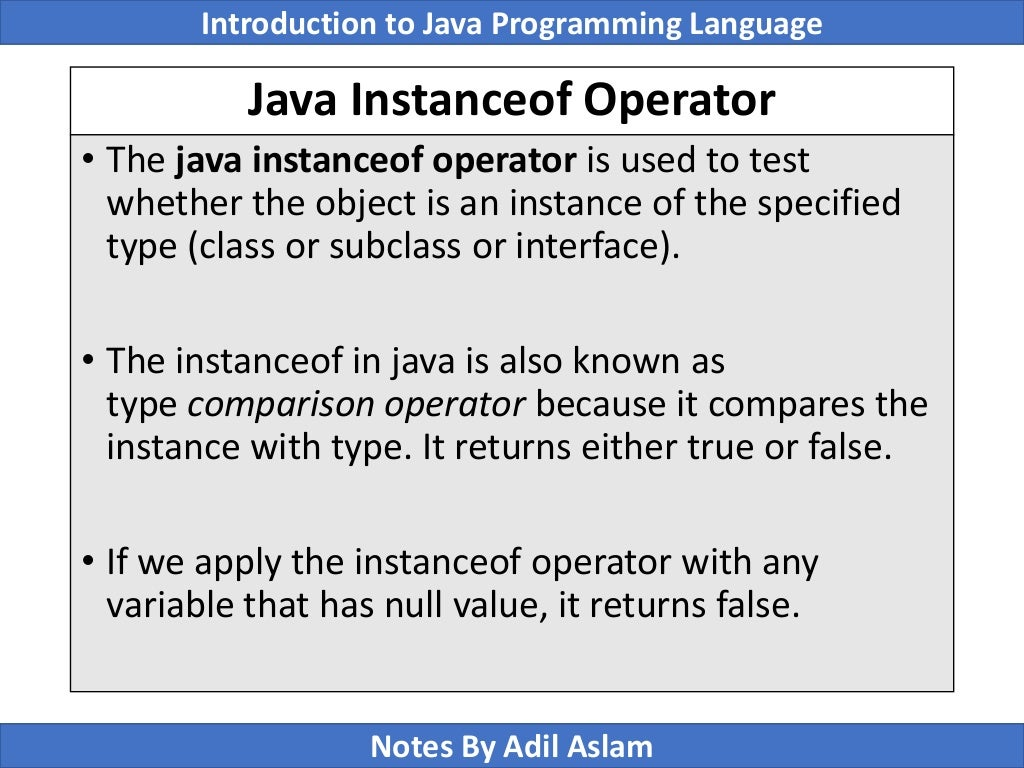 Introduction to Java Programming Language
Java Instanceof Operator
• The java instanceof operator is used to test
whether the object is an instance of the specified
type (class or subclass or interface).
• The instanceof in java is also known as
type comparison operator because it compares the
instance with type. It returns either true or false.
• If we apply the instanceof operator with any
variable that has null value, it returns false.
Notes By Adil Aslam